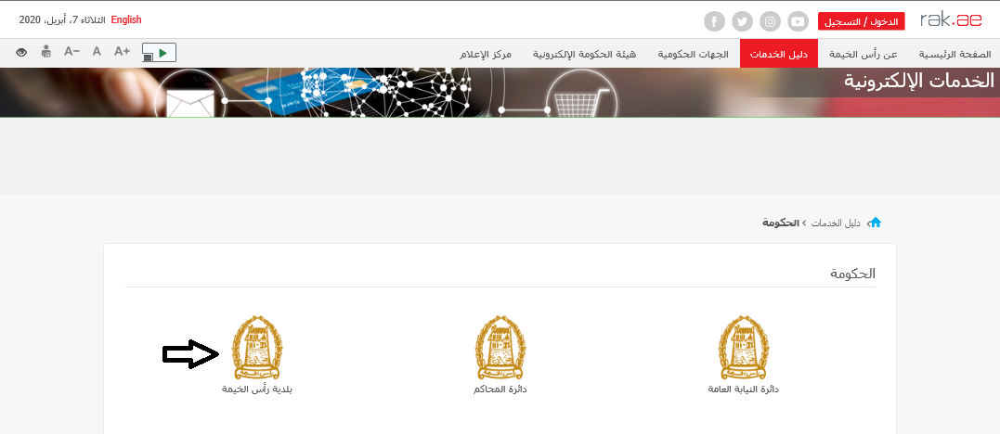 rak.ae
الدخول / التسجيل
English الثلاثاء 7، أبريل، 2020
الصفحة الرئيسية عن رأس الخيمة دليل الخدمات الجهات الحكومية هيئة الحكومة الإلكترونية مركز الإعلام
A+ A A−
الخدمات الإلكترونية
دليل الخدمات > الحكومة
الحكومة
دائرة النيابة العامة
دائرة المحاكم
بلدية رأس الخيمة